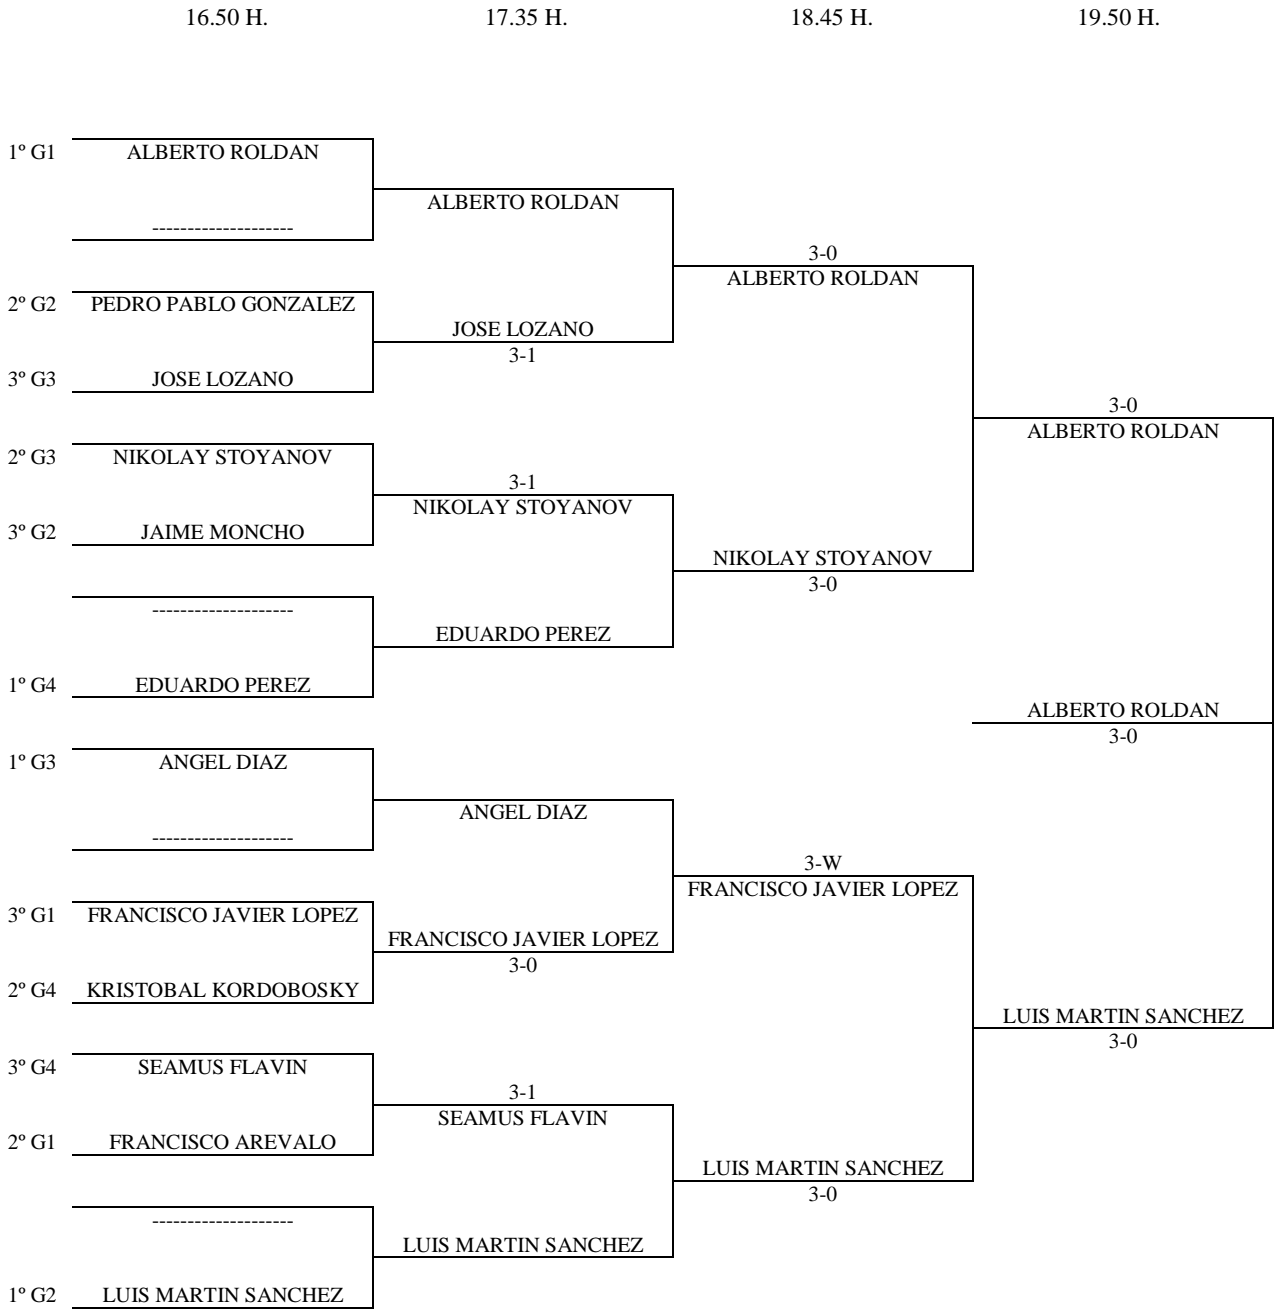 16.50 H. 17.35 H. 18.45 H. 19.50 H.
1º G1 ALBERTO ROLDAN
ALBERTO ROLDAN
---------------------
3-0
ALBERTO ROLDAN
2º G2 PEDRO PABLO GONZALEZ
JOSE LOZANO
3-1
3º G3 JOSE LOZANO
3-0
ALBERTO ROLDAN
2º G3 NIKOLAY STOYANOV
3-1
NIKOLAY STOYANOV
3º G2 JAIME MONCHO
NIKOLAY STOYANOV
3-0
---------------------
EDUARDO PEREZ
1º G4 EDUARDO PEREZ
ALBERTO ROLDAN
3-0
1º G3 ANGEL DIAZ
ANGEL DIAZ
---------------------
3-W
FRANCISCO JAVIER LOPEZ
3º G1 FRANCISCO JAVIER LOPEZ
FRANCISCO JAVIER LOPEZ
3-0
2º G4 KRISTOBAL KORDOBOSKY
LUIS MARTIN SANCHEZ
3-0
3º G4 SEAMUS FLAVIN
3-1
SEAMUS FLAVIN
2º G1 FRANCISCO AREVALO
LUIS MARTIN SANCHEZ
3-0
---------------------
LUIS MARTIN SANCHEZ
1º G2 LUIS MARTIN SANCHEZ